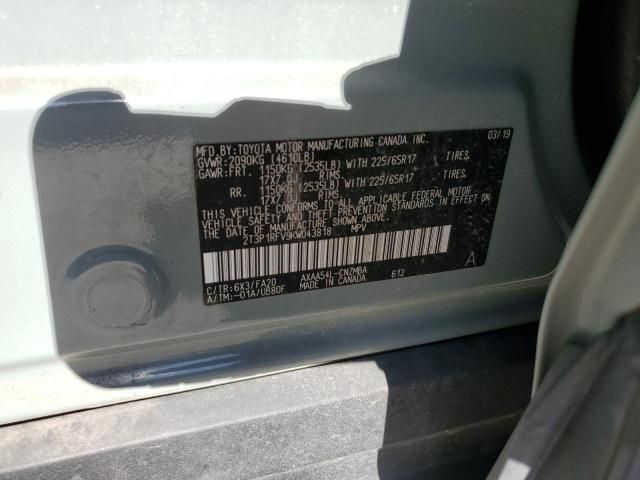 MFD. BY: TOYOTA MOTOR MANUFACTURING CANADA INC. 03/19
GVWR: 2090KG (4610LB)
GAWR: FRT. 1150KG (2535LB) WITH 225/65R17 TIRES,
17X7.0J RIMS,
RR. 1150KG (2535LB) WITH 225/65R17 TIRES,
17X7.0J RIMS,
THIS VEHICLE CONFORMS TO ALL APPLICABLE FEDERAL MOTOR
VEHICLE SAFETY AND BUMPER STANDARDS IN EFFECT ON THE DATE OF
MANUFACTURE SHOWN ABOVE.
2T3P1RFV9KW043818 MPV
C/TR: 6X3/FA20 AXAA54L-CNZMBA 612
A/TM: -01A/UB80F MADE IN CANADA
A